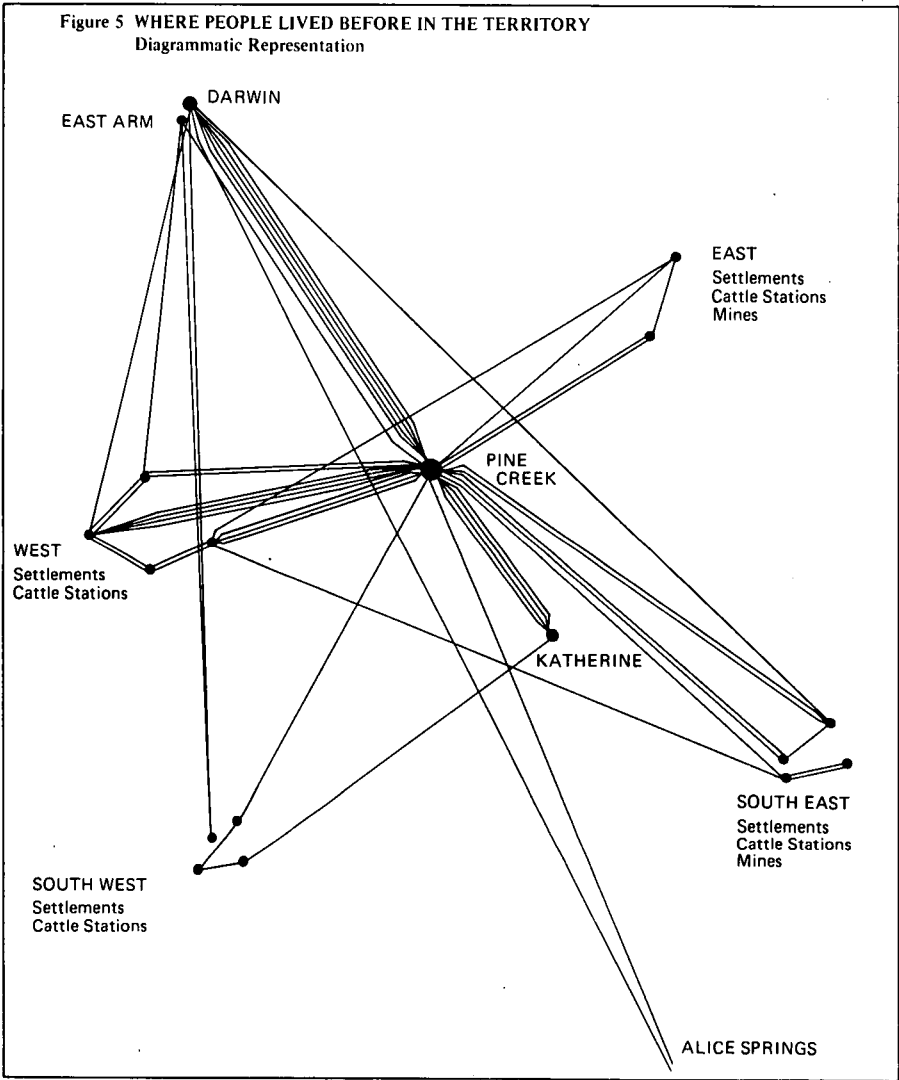 Figure 5 WHERE PEOPLE LIVED BEFORE IN THE TERRITORY
Diagrammatic Representation
DARWIN
EAST ARM
EAST
Settlements
Cattle Stations
Mines
PINE
CREEK
WEST
Settlements
Cattle Stations
KATHERINE
SOUTH EAST
Settlements
Cattle Stations
Mines
SOUTH WEST
Settlements
Cattle Stations
ALICE SPRINGS